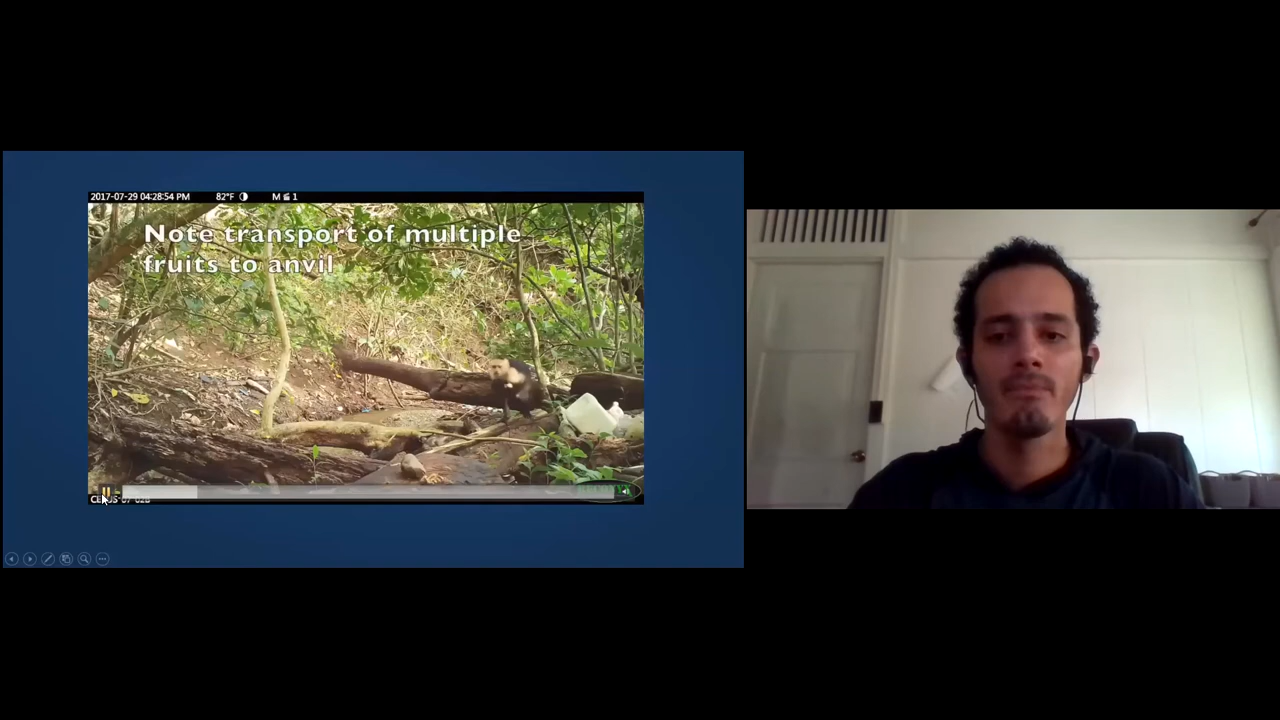 2017-07-29 04:28:54 PM 82°F M 1
Note transport of multiple
fruits to anvil